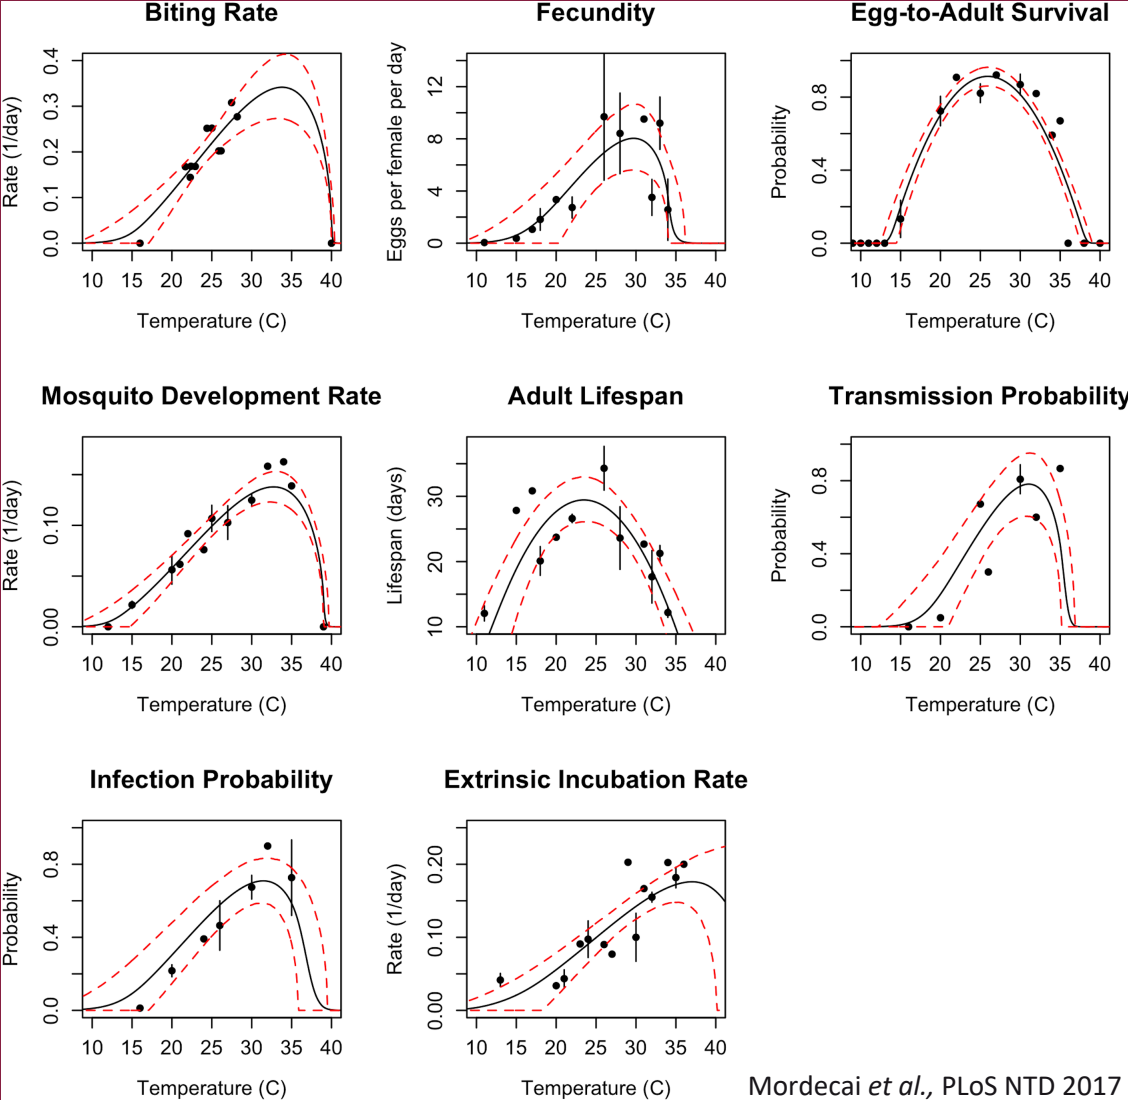 Biting Rate
Fecundity
Egg-to-Adult Survival
Rate (1/day)
0.0 0.1 0.2 0.3 0.4
10 15 20 25 30 35 40
Temperature (C)
Eggs per female per day
0 4 8 12
10 15 20 25 30 35 40
Temperature (C)
Probability
0.0 0.4 0.8
10 15 20 25 30 35 40
Temperature (C)
Mosquito Development Rate
Adult Lifespan
Transmission Probability
Rate (1/day)
0.00 0.10
10 15 20 25 30 35 40
Temperature (C)
Lifespan (days)
10 20 30
10 15 20 25 30 35 40
Temperature (C)
Probability
0.0 0.4 0.8
10 15 20 25 30 35 40
Temperature (C)
Infection Probability
Extrinsic Incubation Rate
Probability
0.0 0.4 0.8
10 15 20 25 30 35 40
Temperature (C)
Rate (1/day)
0.00 0.10 0.20
10 15 20 25 30 35 40
Temperature (C)
Mordecai et al., PLoS NTD 2017